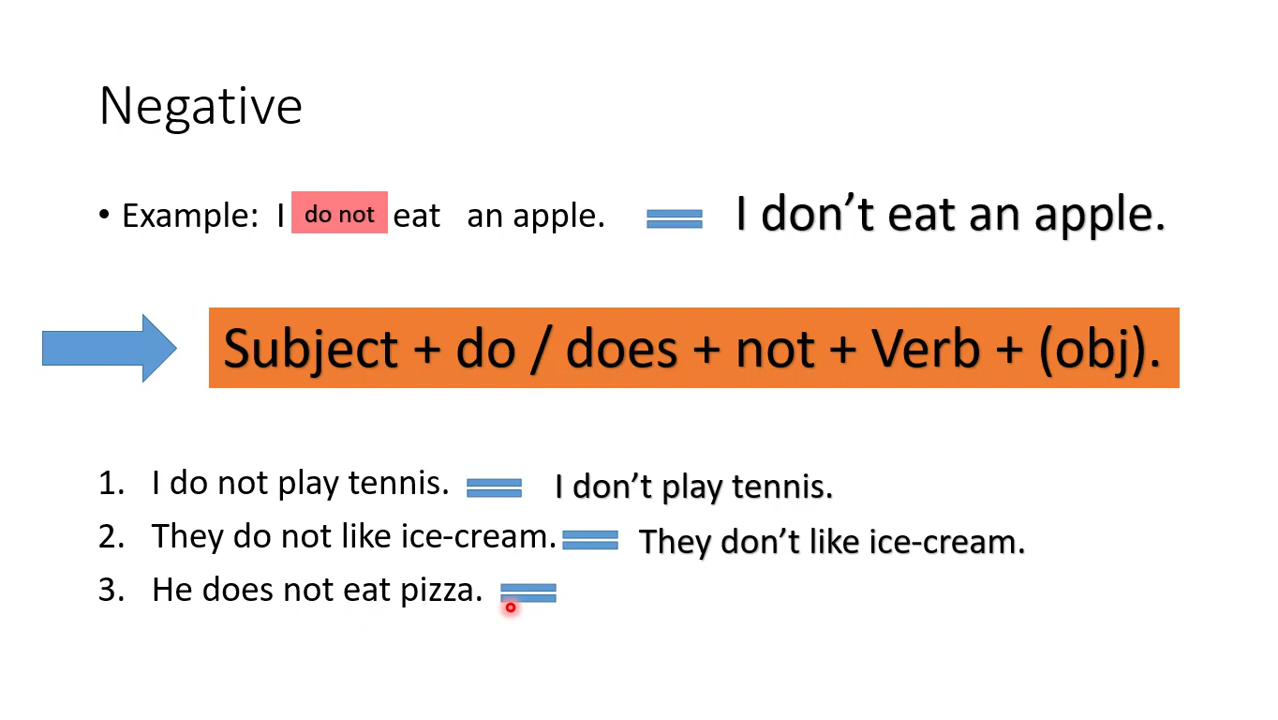 Negative
• Example: I do not eat an apple. = I don’t eat an apple.
Subject + do / does + not + Verb + (obj).
1. I do not play tennis. = I don’t play tennis.
2. They do not like ice-cream. = They don’t like ice-cream.
3. He does not eat pizza. =